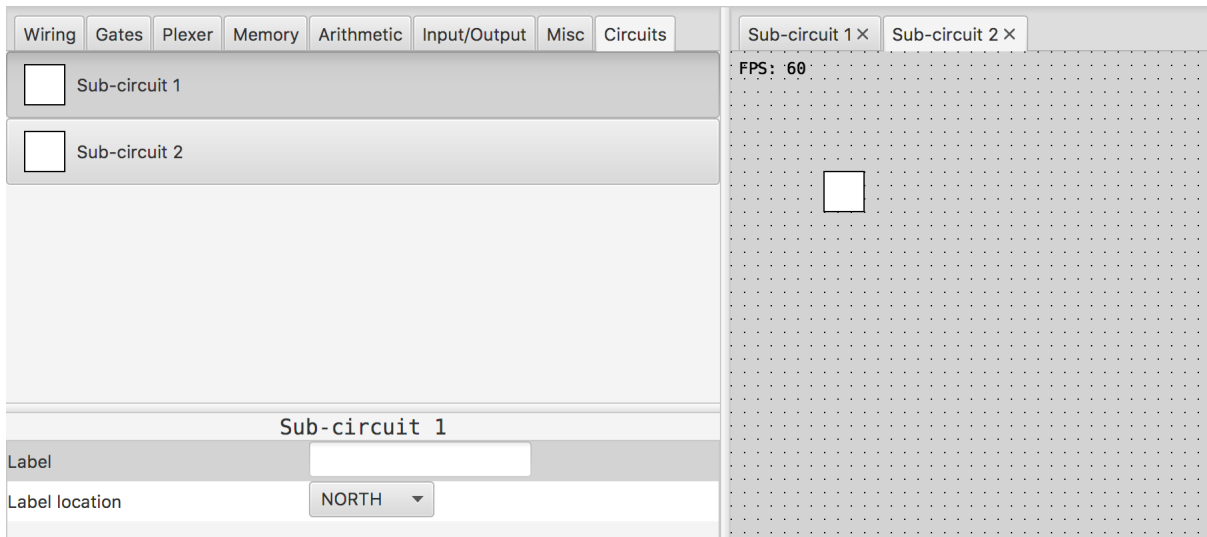 Wiring Gates Plexer Memory Arithmetic Input/Output Misc Circuits
Sub-circuit 1
Sub-circuit 2
Sub-circuit 1
Label
Label location NORTH
Sub-circuit 1 × Sub-circuit 2 ×
FPS: 60